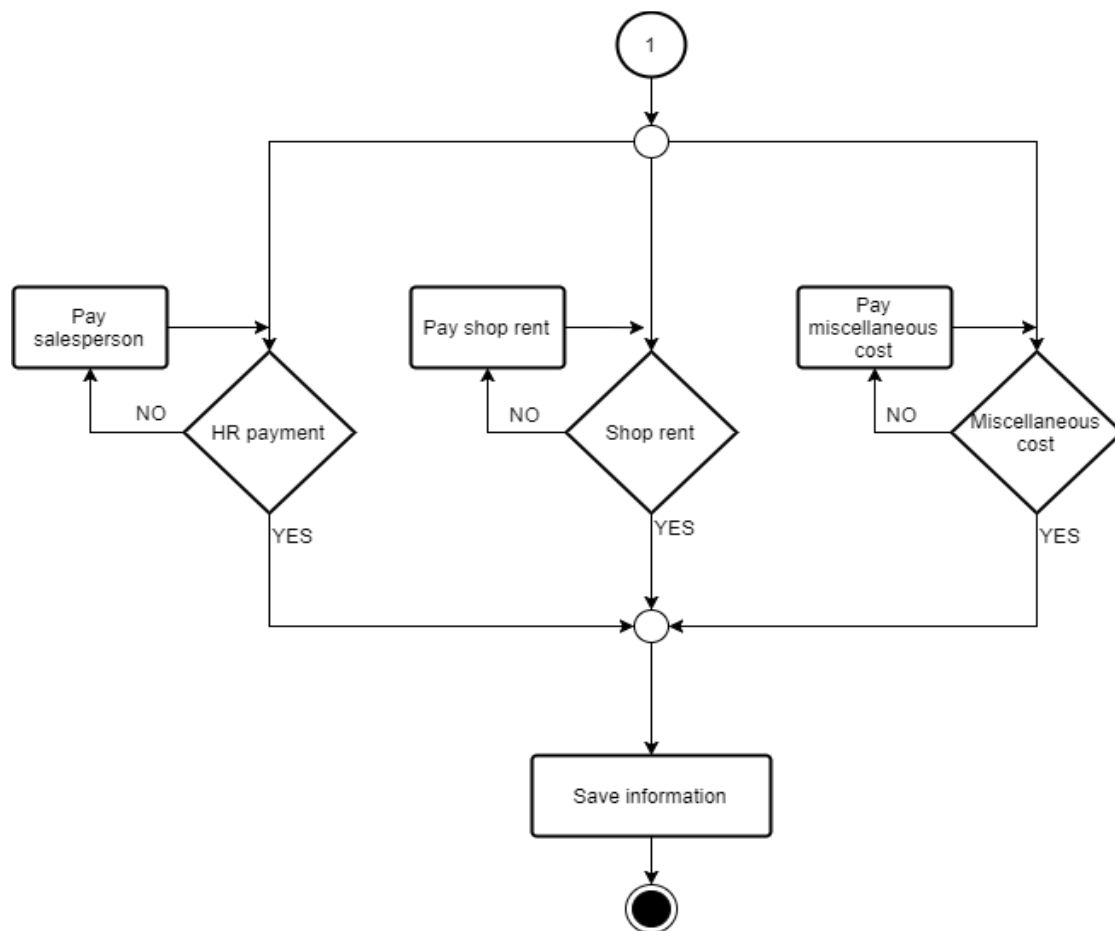 1
Pay
salesperson
Pay shop rent
Pay
miscellaneous
cost
NO
HR payment
NO
Shop rent
NO
Miscellaneous
cost
YES
YES
YES
Save information